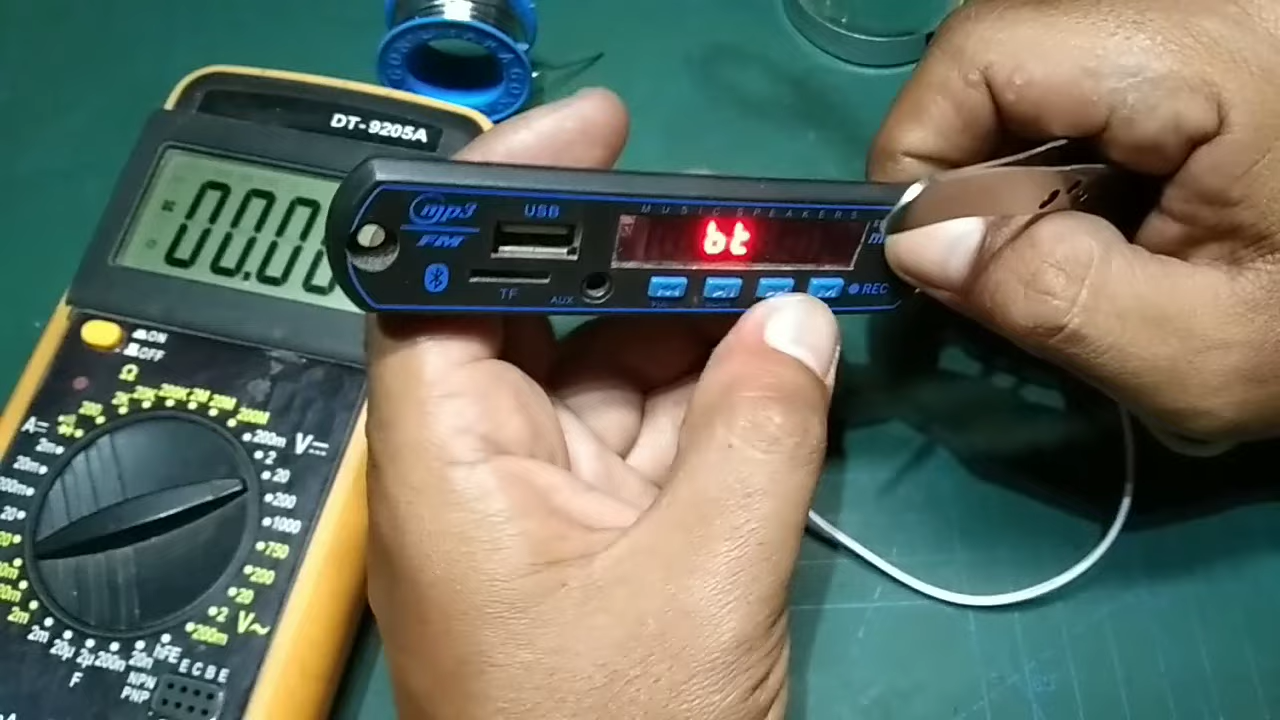 DT-9205A
00.0
mp3
FM
USB
TF
AUX
MUSIC SPEAKERS
bt
REC
ON
OFF
Ω
200 2K 20K 200K 2M 20M 200M
A=
2m
20m
200m
20
V=
200m
2
20
200
1000
750
200
20
2
200m
V~
2m
20µ
2µ
200n
20n
F
hFE
E C B E
NPN
PNP